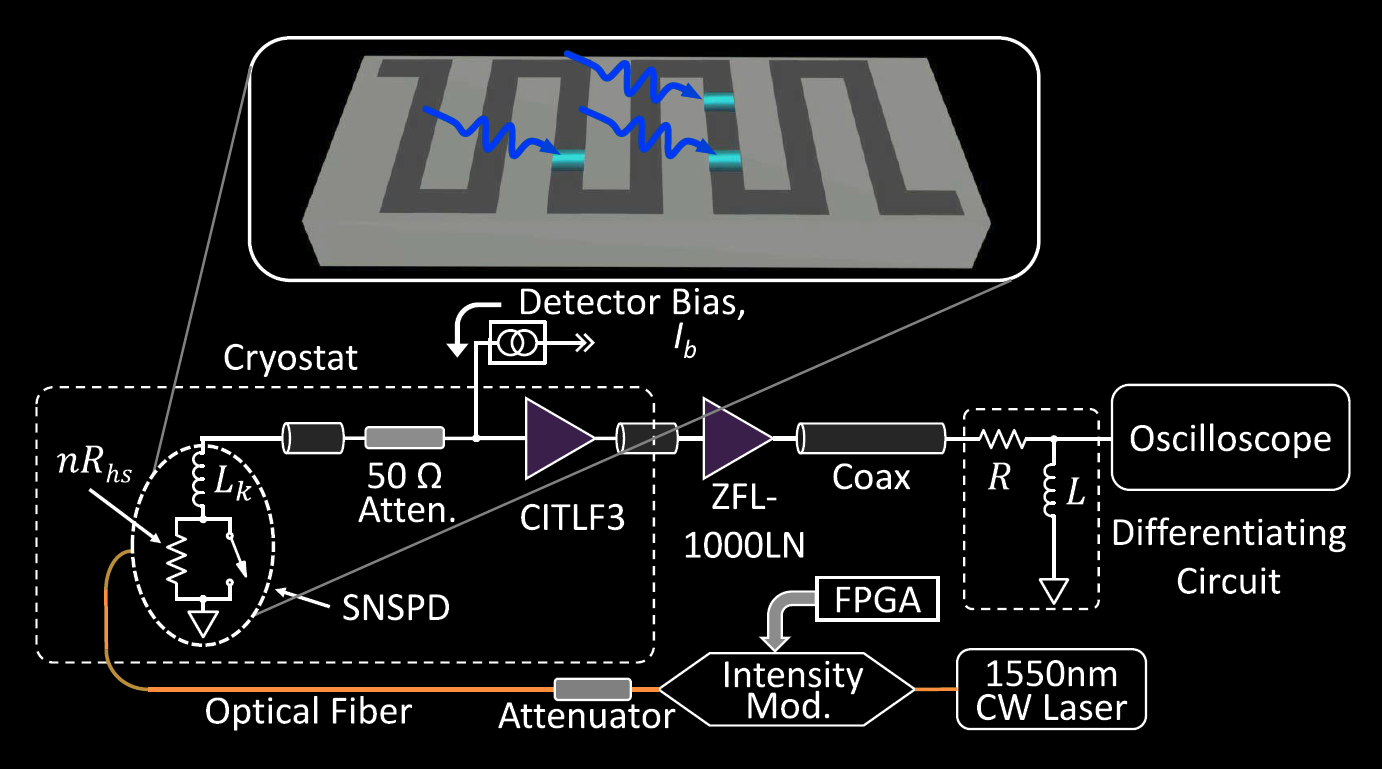 Detector Bias,
I_b
Cryostat
nR_hs
L_k
50 Ω
Atten.
CITLF3
ZFL-
1000LN
Coax
R
L
Oscilloscope
Differentiating
Circuit
SNSPD
FPGA
Optical Fiber
Attenuator
Intensity
Mod.
1550nm
CW Laser